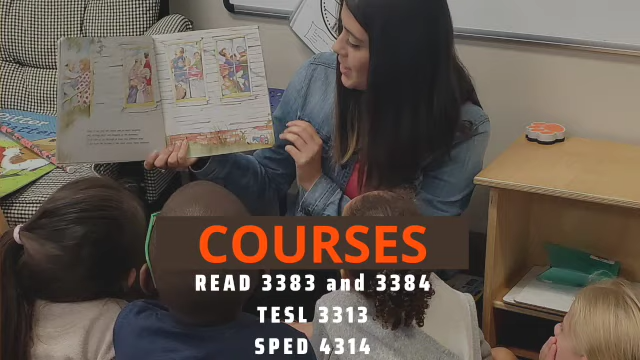 COURSES
READ 3383 and 3384
TESL 3313
SPED 4314